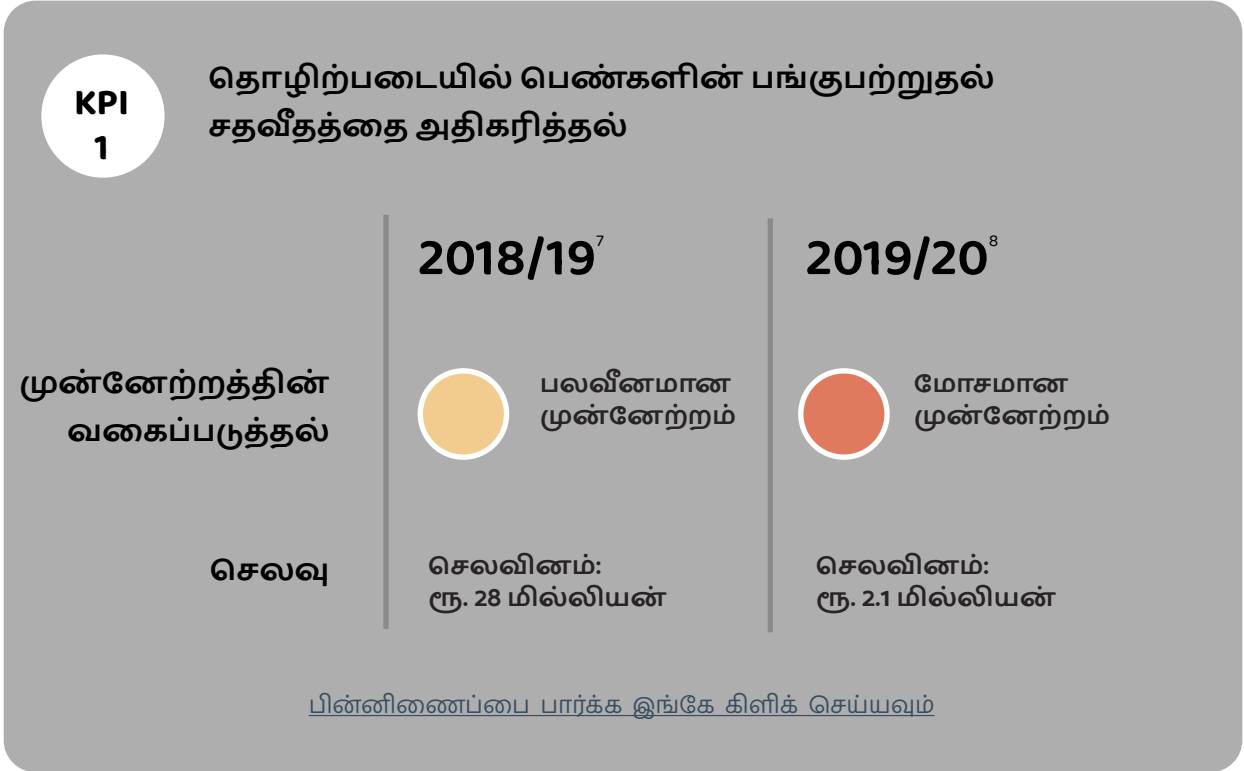 KPI
1
தொழிற்படையில் பெண்களின் பங்குபற்றுதல்
சதவீதத்தை அதிகரித்தல்
2018/19⁷
2019/20⁸
முன்னேற்றத்தின்
வகைப்படுத்தல்
பலவீனமான
முன்னேற்றம்
மோசமான
முன்னேற்றம்
செலவு
செலவினம்:
ரூ. 28 மில்லியன்
செலவினம்:
ரூ. 2.1 மில்லியன்
பின்னிணைப்பை பார்க்க இங்கே கிளிக் செய்யவும்